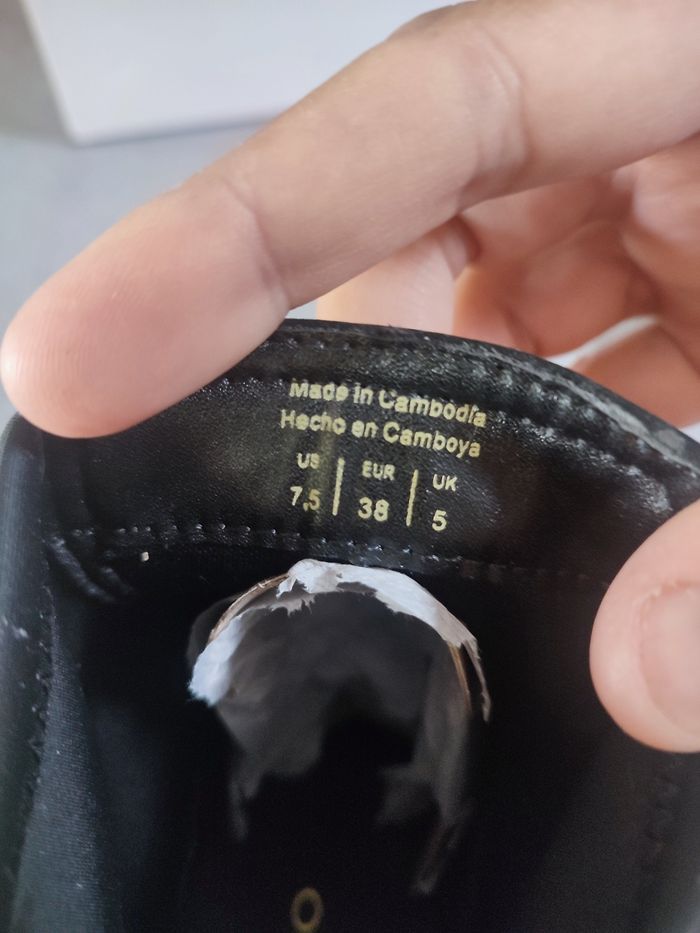 Made in Cambodia
Hecho en Camboya
US | EUR | UK
7,5 | 38 | 5
O